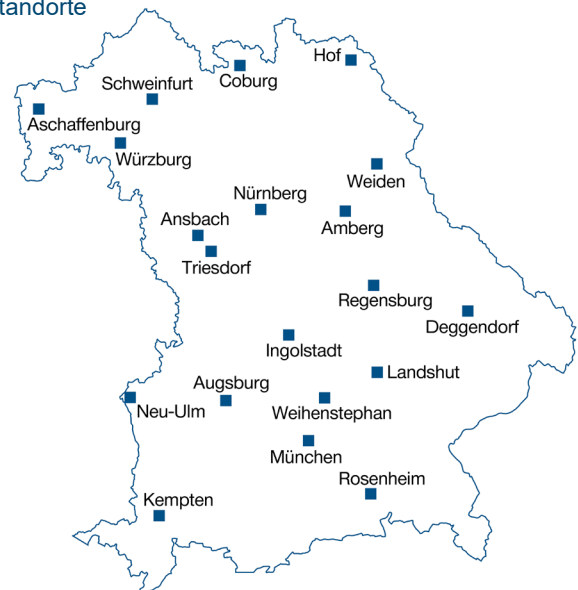 tandorte
Hof
Coburg
Schweinfurt
Aschaffenburg
Würzburg
Weiden
Nürnberg
Ansbach
Amberg
Triesdorf
Regensburg
Deggendorf
Ingolstadt
Landshut
Augsburg
Neu-Ulm
Weihenstephan
München
Rosenheim
Kempten